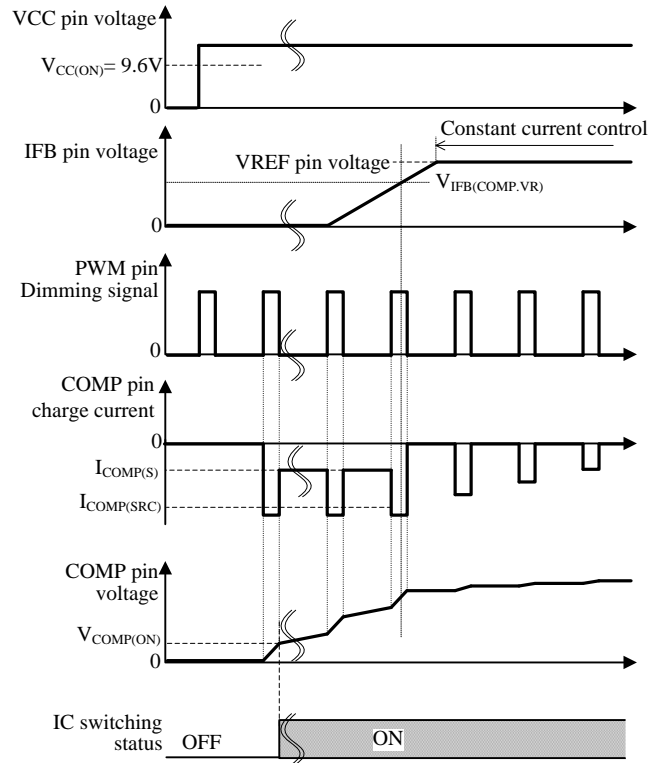 VCC pin voltage
VCC(ON)= 9.6V
0
Constant current control
IFB pin voltage
VREF pin voltage
VIFB(COMP.VR)
0
PWM pin
Dimming signal
0
COMP pin
charge current
0
ICOMP(S)
ICOMP(SRC)
COMP pin
voltage
VCOMP(ON)
0
IC switching
status
OFF
ON